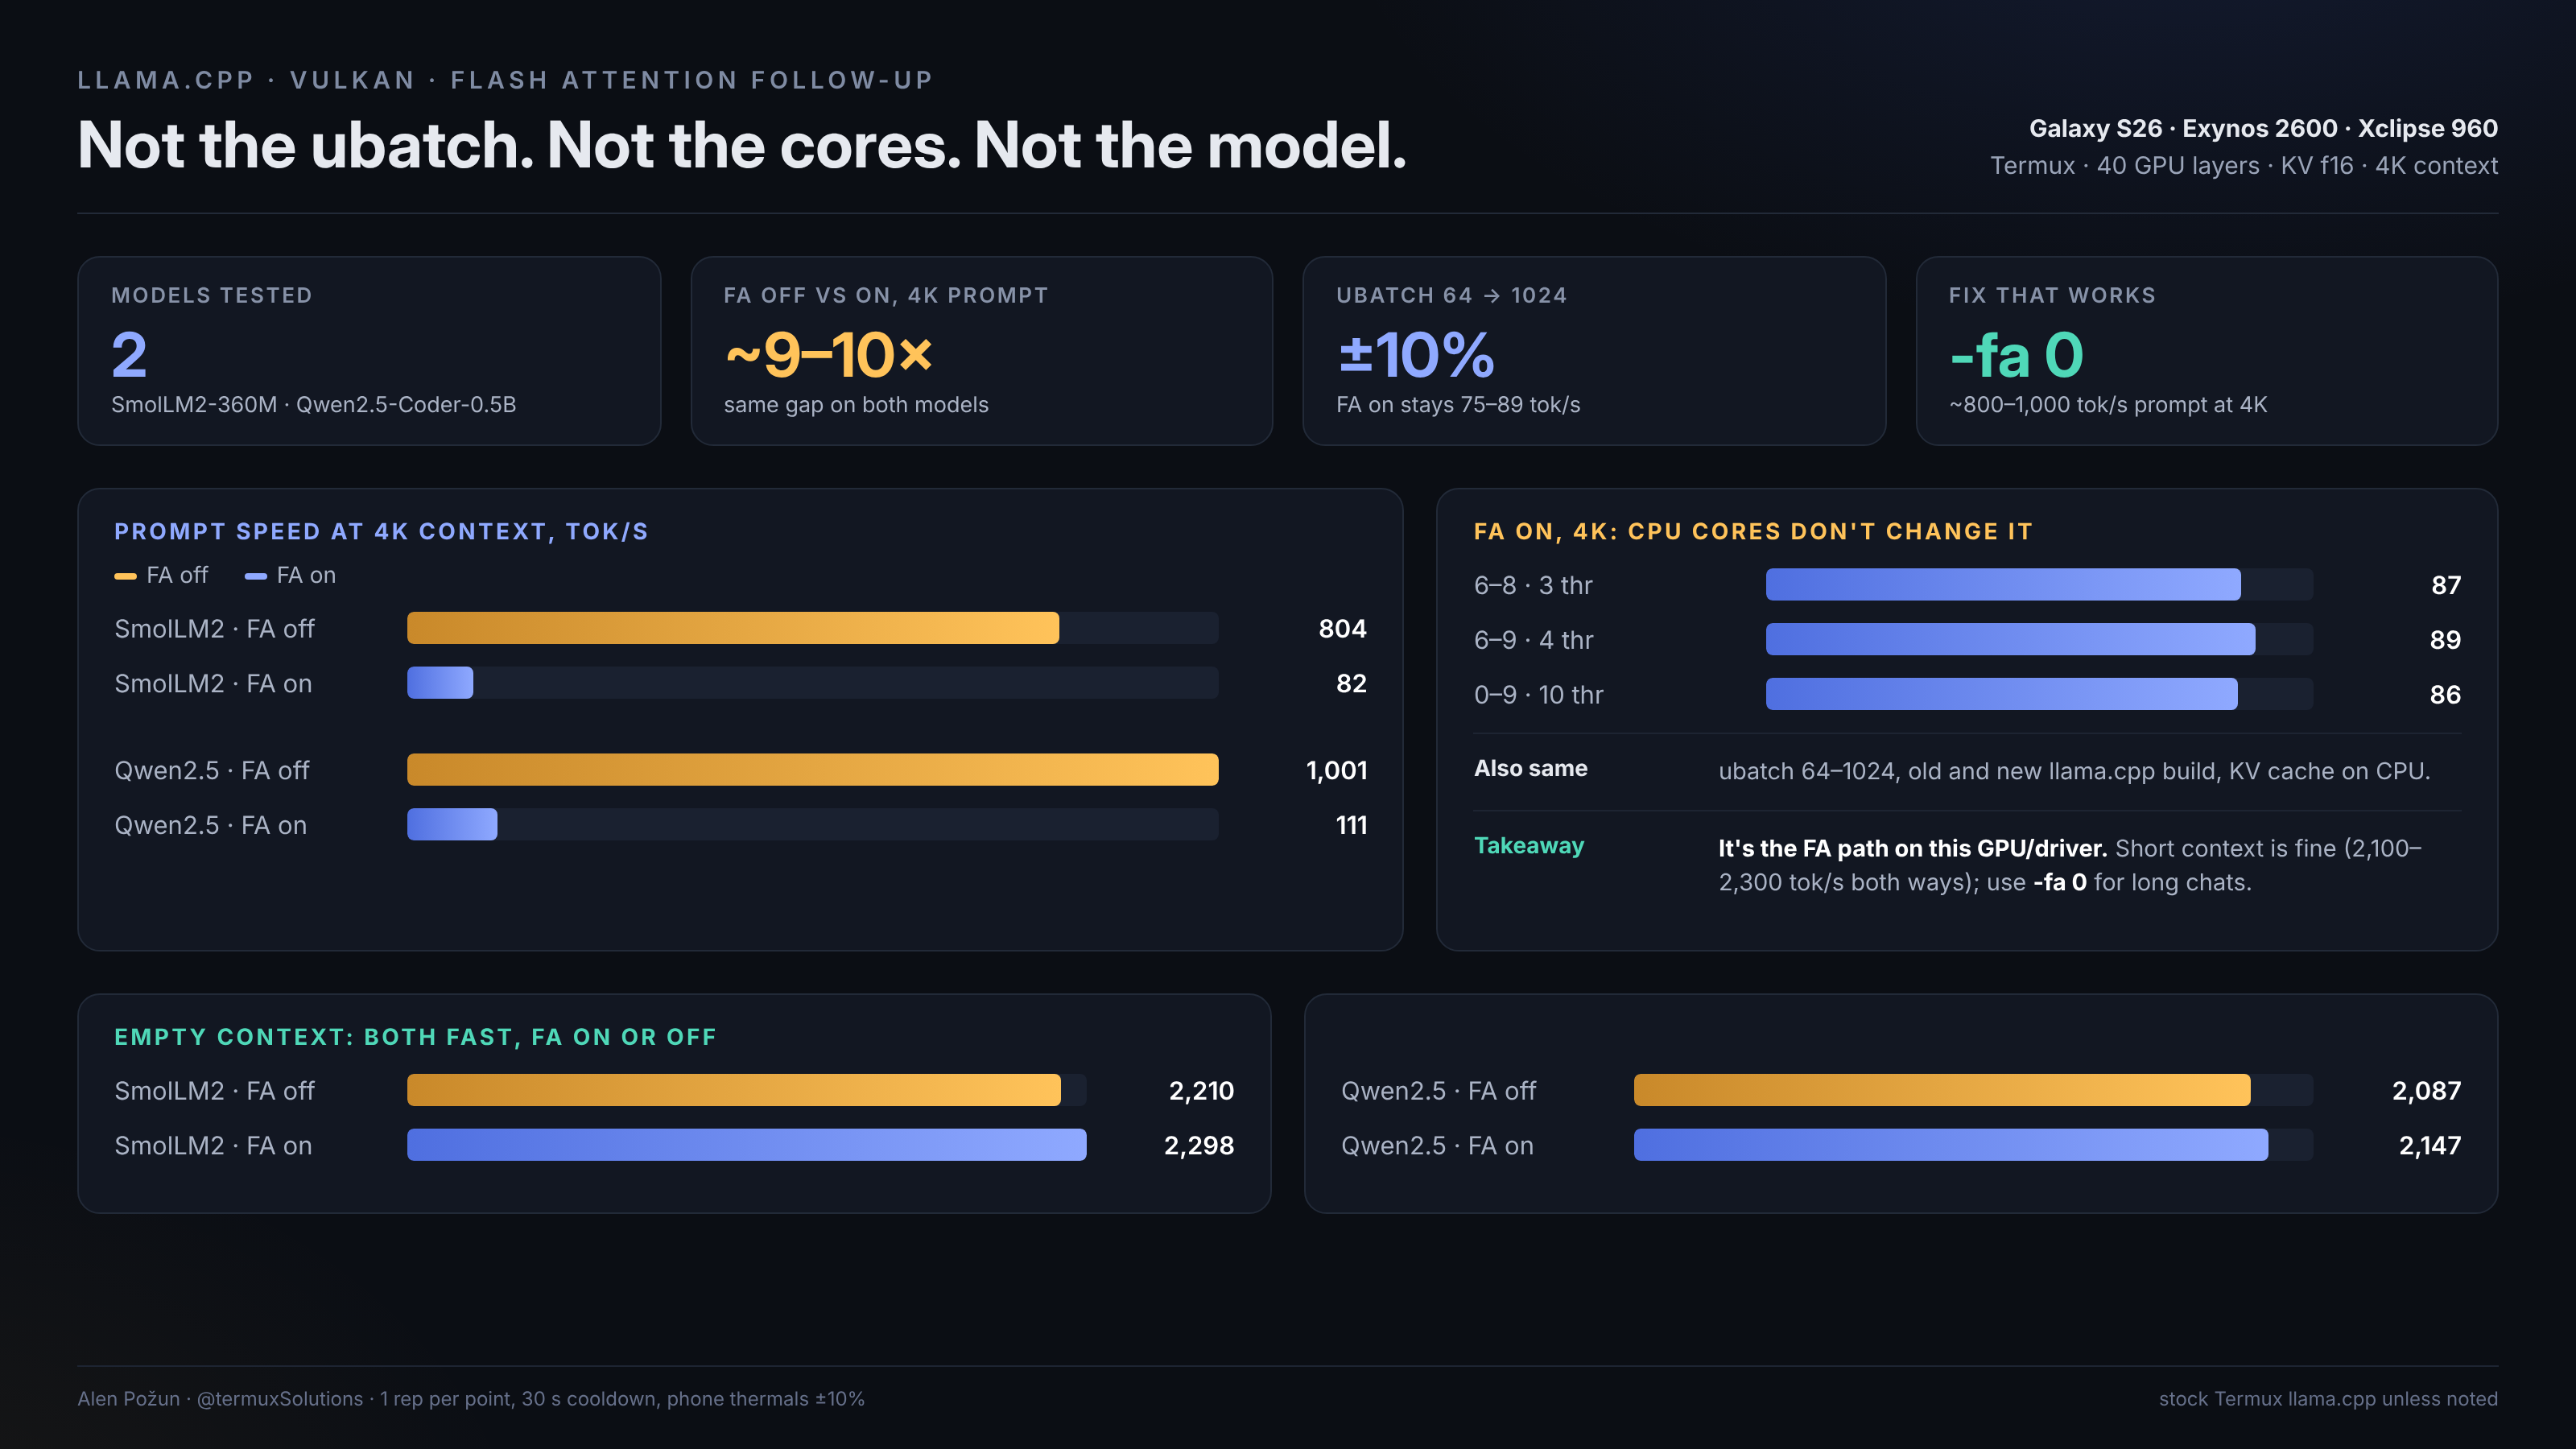 LLAMA.CPP · VULKAN · FLASH ATTENTION FOLLOW-UP
Not the ubatch. Not the cores. Not the model.
Galaxy S26 · Exynos 2600 · Xclipse 960
Termux · 40 GPU layers · KV f16 · 4K context
MODELS TESTED
2
SmolLM2-360M · Qwen2.5-Coder-0.5B
FA OFF VS ON, 4K PROMPT
~9–10×
same gap on both models
UBATCH 64 → 1024
±10%
FA on stays 75–89 tok/s
FIX THAT WORKS
-fa 0
~800–1,000 tok/s prompt at 4K
PROMPT SPEED AT 4K CONTEXT, TOK/S
FA off FA on
SmolLM2 · FA off 804
SmolLM2 · FA on 82
Qwen2.5 · FA off 1,001
Qwen2.5 · FA on 111
FA ON, 4K: CPU CORES DON'T CHANGE IT
6–8 · 3 thr 87
6–9 · 4 thr 89
0–9 · 10 thr 86
Also same ubatch 64–1024, old and new llama.cpp build, KV cache on CPU.
Takeaway It's the FA path on this GPU/driver. Short context is fine (2,100–
2,300 tok/s both ways); use -fa 0 for long chats.
EMPTY CONTEXT: BOTH FAST, FA ON OR OFF
SmolLM2 · FA off 2,210
SmolLM2 · FA on 2,298
Qwen2.5 · FA off 2,087
Qwen2.5 · FA on 2,147
Alen Požun · @termuxSolutions · 1 rep per point, 30 s cooldown, phone thermals ±10%
stock Termux llama.cpp unless noted